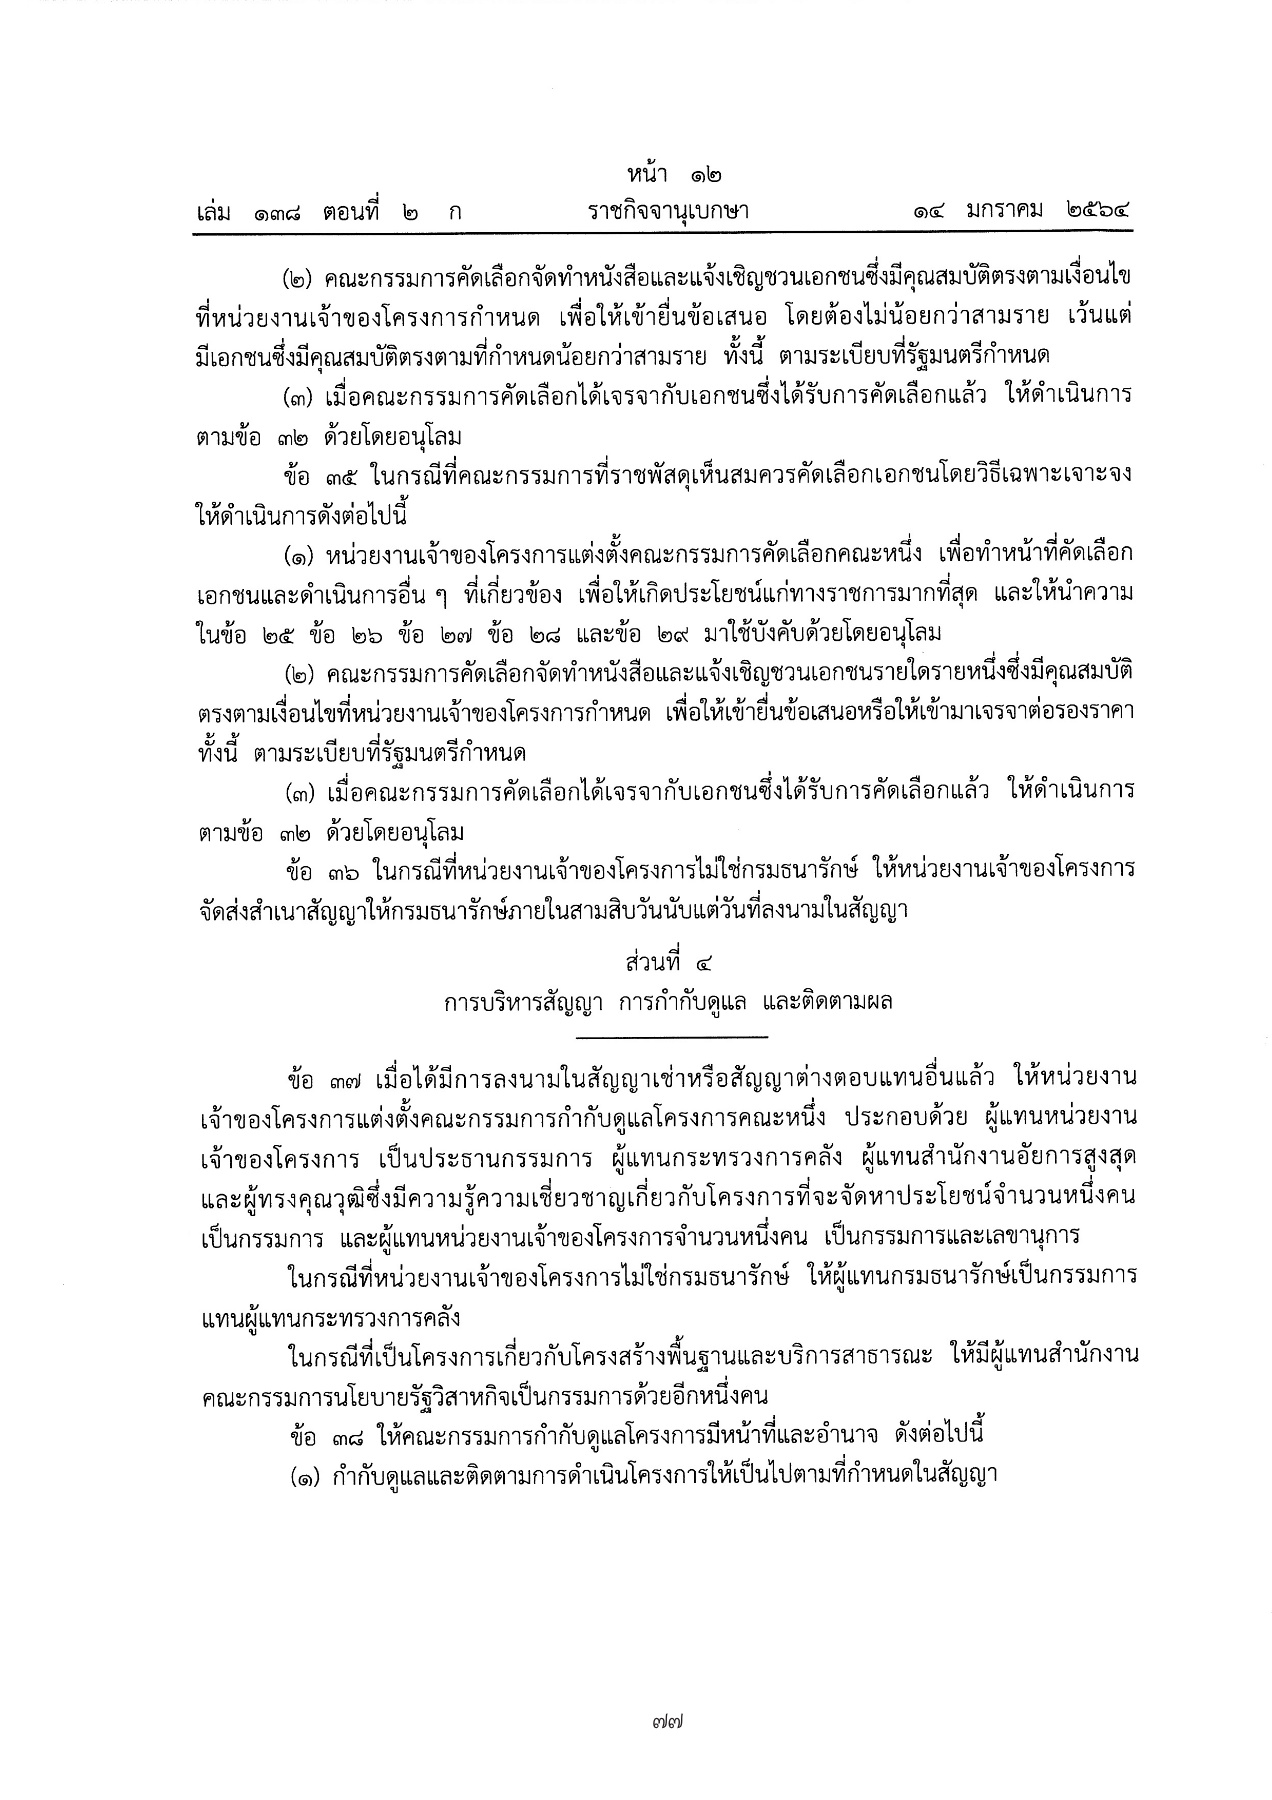 หน้า ๑๒
เล่ม ๑๓๘ ตอนที่ ๒ ก ราชกิจจานุเบกษา ๑๔ มกราคม ๒๕๖๔
(๒) คณะกรรมการคัดเลือกจัดทำหนังสือและแจ้งเชิญชวนเอกชนซึ่งมีคุณสมบัติตรงตามเงื่อนไข
ที่หน่วยงานเจ้าของโครงการกำหนด เพื่อให้เข้ายื่นข้อเสนอ โดยต้องไม่น้อยกว่าสามราย เว้นแต่
มีเอกชนซึ่งมีคุณสมบัติตรงตามที่กำหนดน้อยกว่าสามราย ทั้งนี้ ตามระเบียบที่รัฐมนตรีกำหนด
(๓) เมื่อคณะกรรมการคัดเลือกได้เจรจากับเอกชนซึ่งได้รับการคัดเลือกแล้ว ให้ดำเนินการ
ตามข้อ ๓๒ ด้วยโดยอนุโลม
ข้อ ๓๕ ในกรณีที่คณะกรรมการที่ราชพัสดุเห็นสมควรคัดเลือกเอกชนโดยวิธีเฉพาะเจาะจง
ให้ดำเนินการดังต่อไปนี้
(๑) หน่วยงานเจ้าของโครงการแต่งตั้งคณะกรรมการคัดเลือกคณะหนึ่ง เพื่อทำหน้าที่คัดเลือก
เอกชนและดำเนินการอื่น ๆ ที่เกี่ยวข้อง เพื่อให้เกิดประโยชน์แก่ทางราชการมากที่สุด และให้นำความ
ในข้อ ๒๕ ข้อ ๒๖ ข้อ ๒๗ ข้อ ๒๘ และข้อ ๒๙ มาใช้บังคับด้วยโดยอนุโลม
(๒) คณะกรรมการคัดเลือกจัดทำหนังสือและแจ้งเชิญชวนเอกชนรายใดรายหนึ่งซึ่งมีคุณสมบัติ
ตรงตามเงื่อนไขที่หน่วยงานเจ้าของโครงการกำหนด เพื่อให้เข้ายื่นข้อเสนอหรือให้เข้ามาเจรจาต่อรองราคา
ทั้งนี้ ตามระเบียบที่รัฐมนตรีกำหนด
(๓) เมื่อคณะกรรมการคัดเลือกได้เจรจากับเอกชนซึ่งได้รับการคัดเลือกแล้ว ให้ดำเนินการ
ตามข้อ ๓๒ ด้วยโดยอนุโลม
ข้อ ๓๖ ในกรณีที่หน่วยงานเจ้าของโครงการไม่ใช่กรมธนารักษ์ ให้หน่วยงานเจ้าของโครงการ
จัดส่งสำเนาสัญญาให้กรมธนารักษ์ภายในสามสิบวันนับแต่วันที่ลงนามในสัญญา
ส่วนที่ ๔
การบริหารสัญญา การกำกับดูแล และติดตามผล
ข้อ ๓๗ เมื่อได้มีการลงนามในสัญญาเช่าหรือสัญญาต่างตอบแทนอื่นแล้ว ให้หน่วยงาน
เจ้าของโครงการแต่งตั้งคณะกรรมการกำกับดูแลโครงการคณะหนึ่ง ประกอบด้วย ผู้แทนหน่วยงาน
เจ้าของโครงการ เป็นประธานกรรมการ ผู้แทนกระทรวงการคลัง ผู้แทนสำนักงานอัยการสูงสุด
และผู้ทรงคุณวุฒิซึ่งมีความรู้ความเชี่ยวชาญเกี่ยวกับโครงการที่จะจัดหาประโยชน์จำนวนหนึ่งคน
เป็นกรรมการ และผู้แทนหน่วยงานเจ้าของโครงการจำนวนหนึ่งคน เป็นกรรมการและเลขานุการ
ในกรณีที่หน่วยงานเจ้าของโครงการไม่ใช่กรมธนารักษ์ ให้ผู้แทนกรมธนารักษ์เป็นกรรมการ
แทนผู้แทนกระทรวงการคลัง
ในกรณีที่เป็นโครงการเกี่ยวกับโครงสร้างพื้นฐานและบริการสาธารณะ ให้มีผู้แทนสำนักงาน
คณะกรรมการนโยบายรัฐวิสาหกิจเป็นกรรมการด้วยอีกหนึ่งคน
ข้อ ๓๘ ให้คณะกรรมการกำกับดูแลโครงการมีหน้าที่และอำนาจ ดังต่อไปนี้
(๑) กำกับดูแลและติดตามการดำเนินโครงการให้เป็นไปตามที่กำหนดในสัญญา
๗๗